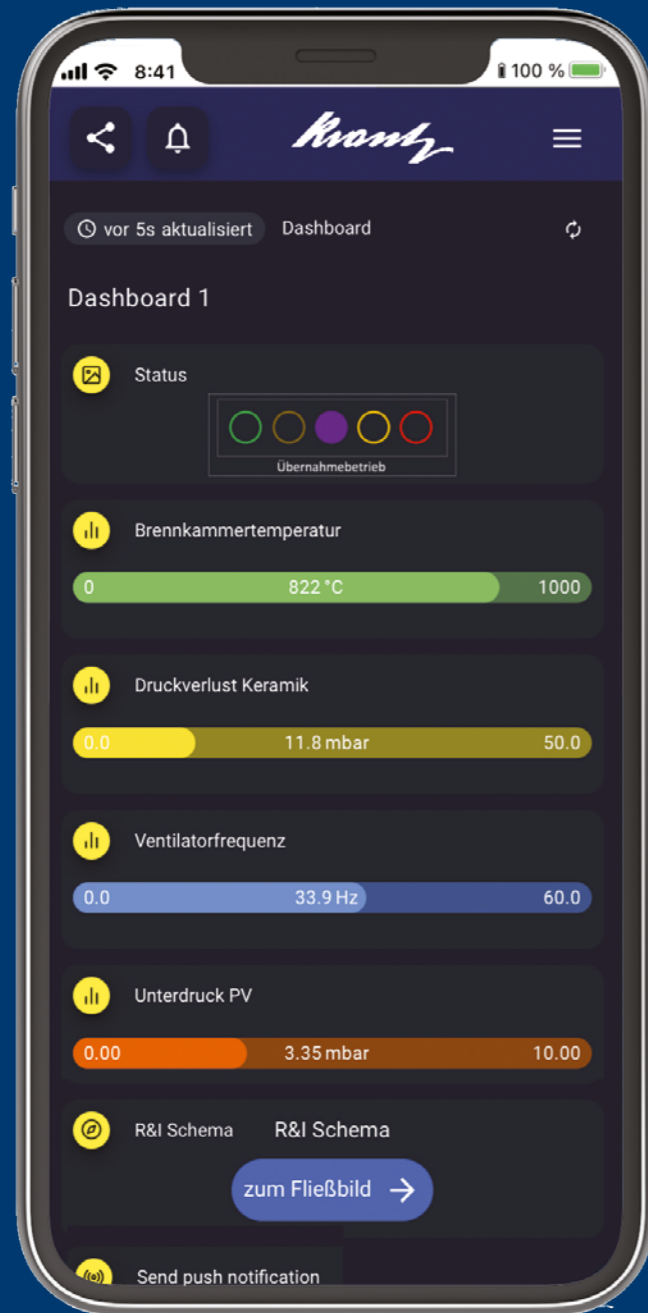 8:41
100 %
Krantz
vor 5s aktualisiert Dashboard
Dashboard 1
Status
Übernahmebetrieb
Brennkammertemperatur
0 822 °C 1000
Druckverlust Keramik
0.0 11.8 mbar 50.0
Ventilatorfrequenz
0.0 33.9 Hz 60.0
Unterdruck PV
0.00 3.35 mbar 10.00
R&I Schema R&I Schema
zum Fließbild
Send push notification